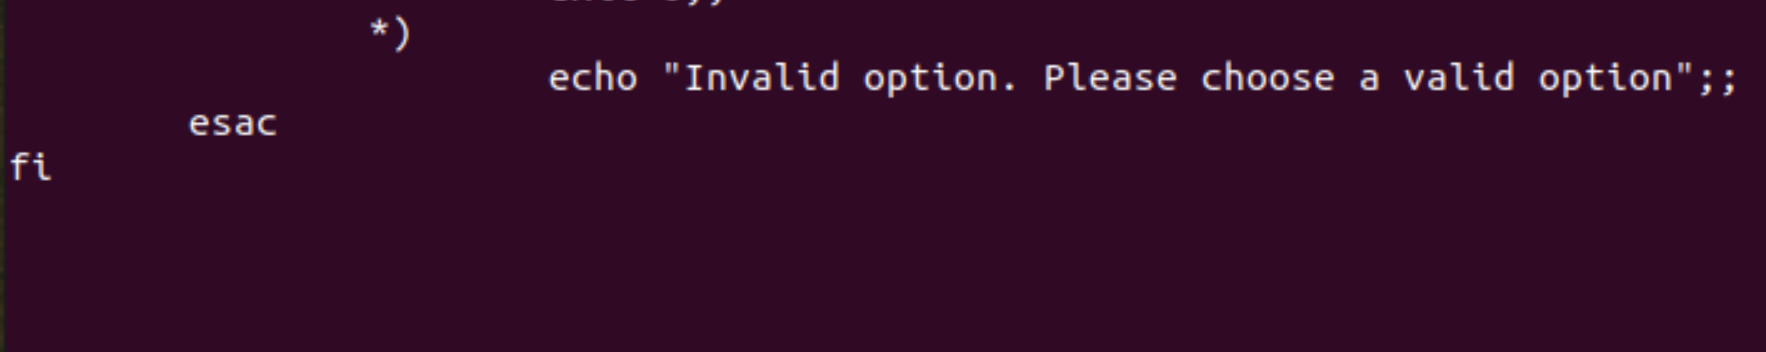 *)
echo "Invalid option. Please choose a valid option";;
esac
fi